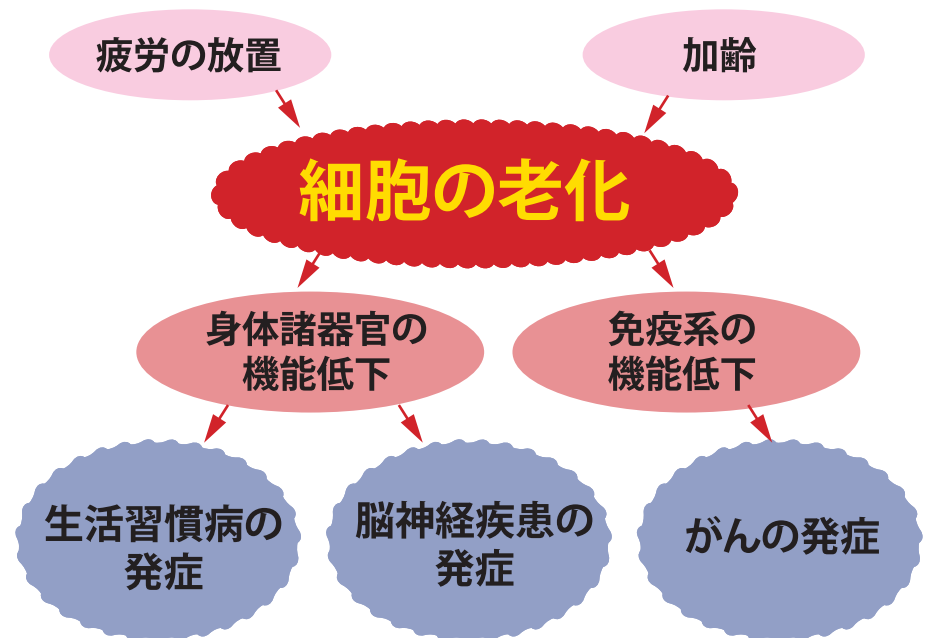 疲労の放置
加齢
細胞の老化
身体諸器官の
機能低下
免疫系の
機能低下
生活習慣病の
発症
脳神経疾患の
発症
がんの発症